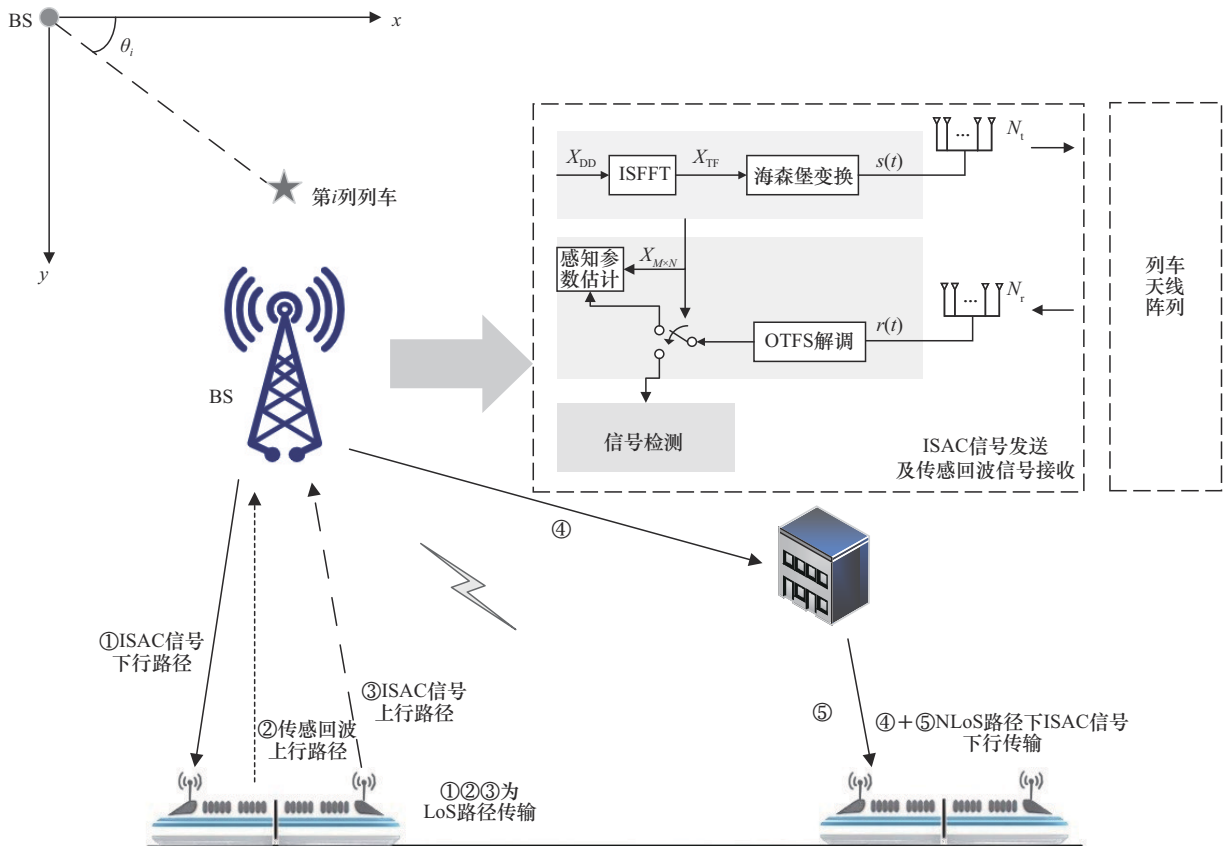 BS
x
θi
第i列列车
y
XDD
ISFFT
XTF
海森堡变换
s(t)
...
Nt
感知参
数估计
XM×N
OTFS解调
r(t)
...
Nr
信号检测
ISAC信号发送
及传感回波信号接收
列车
天线
阵列
BS
④
①ISAC信号
下行路径
②传感回波
上行路径
③ISAC信号
上行路径
①②③为
LoS路径传输
⑤
④+⑤NLoS路径下ISAC信号
下行传输